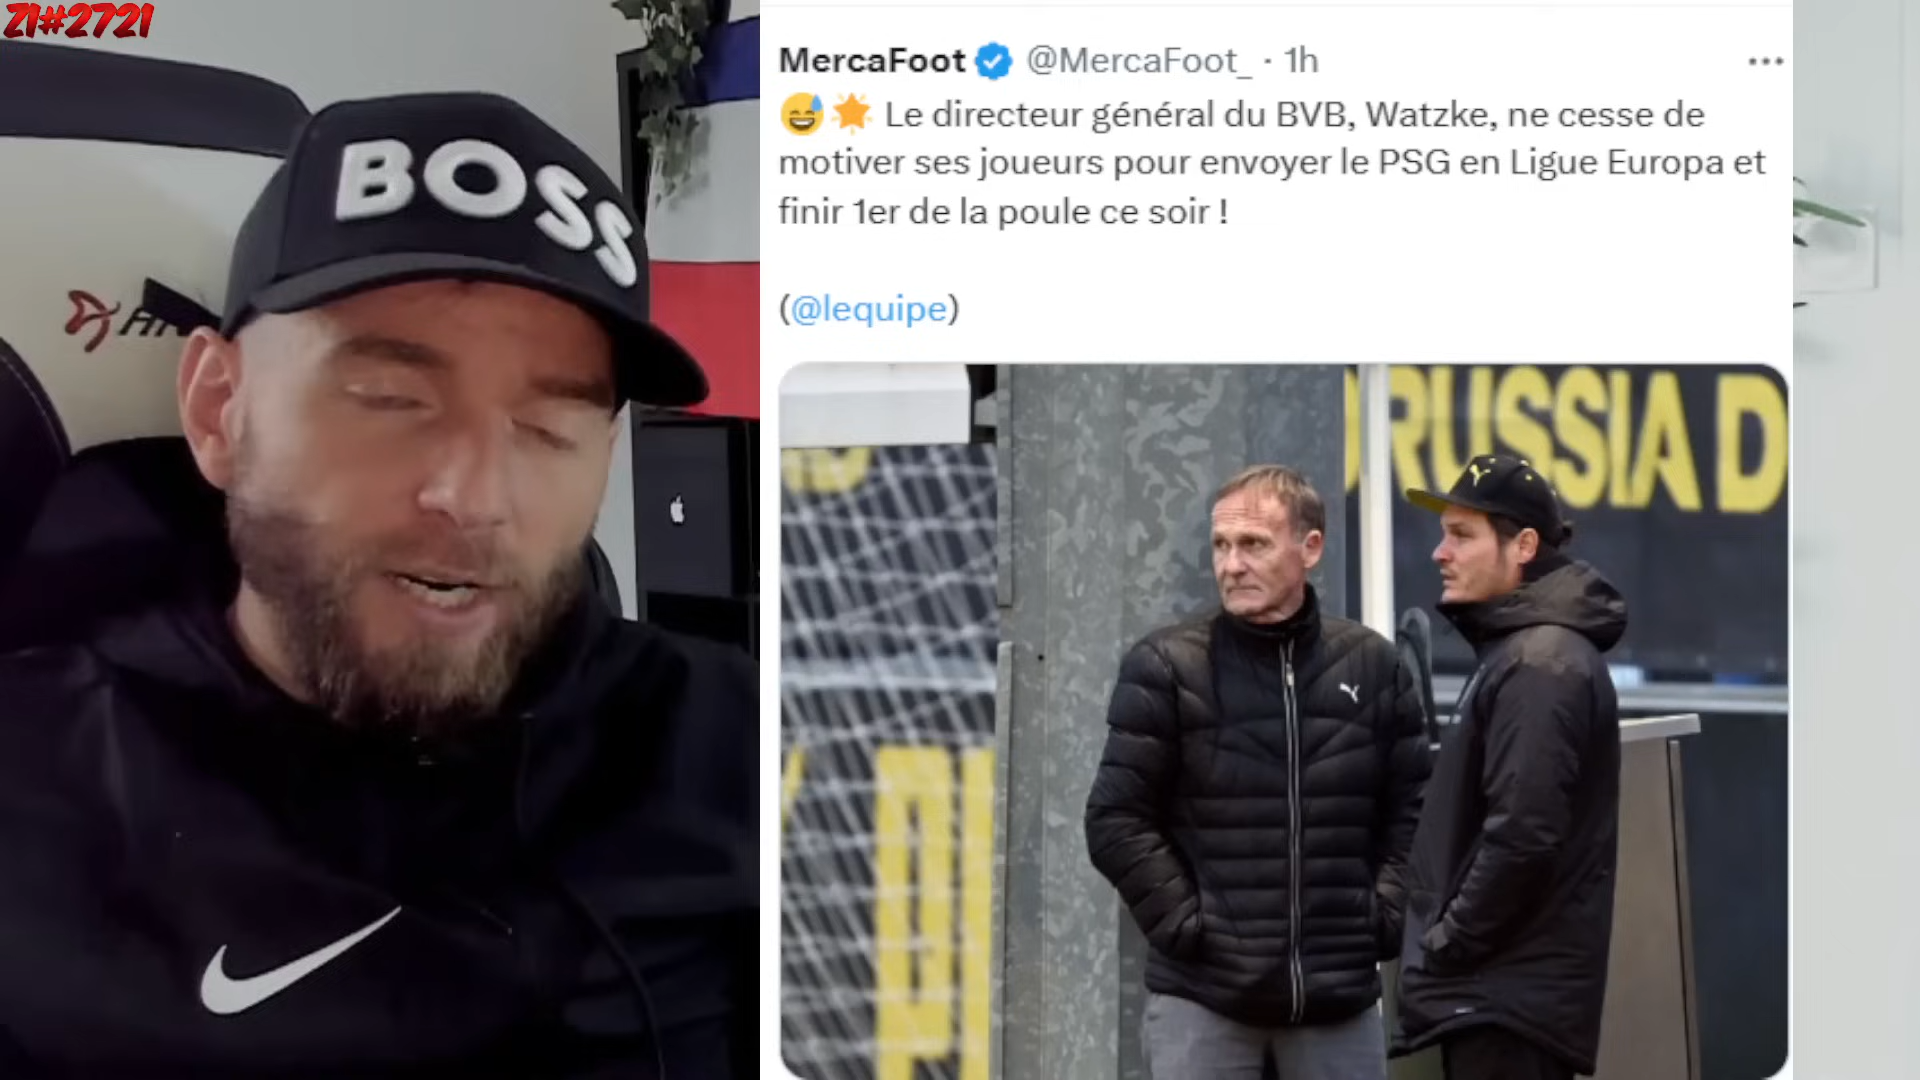 Z1#2721
BOSS
MercaFoot @MercaFoot_ · 1h
😅🌟 Le directeur général du BVB, Watzke, ne cesse de
motiver ses joueurs pour envoyer le PSG en Ligue Europa et
finir 1er de la poule ce soir !
(@lequipe)
RUSSIA D